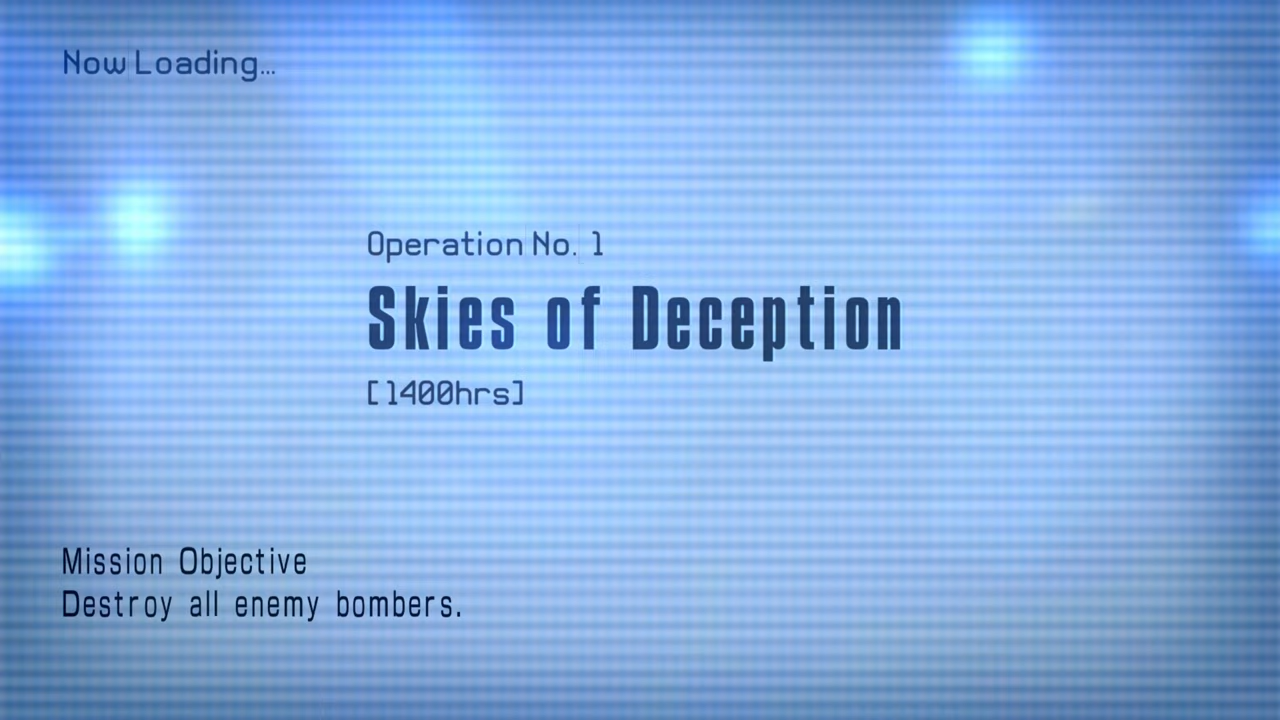 Now Loading...
Operation No. 1
Skies of Deception
[1400hrs]
Mission Objective
Destroy all enemy bombers.